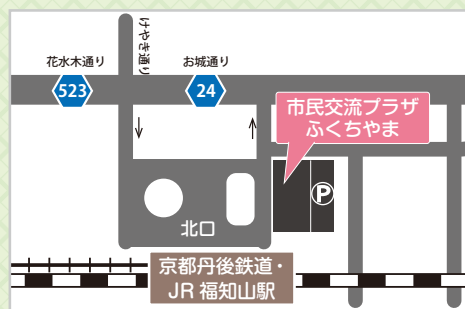 花水木通り
523
けやき通り
お城通り
24
市民交流プラザ
ふくちやま
P
北口
京都丹後鉄道・
JR 福知山駅